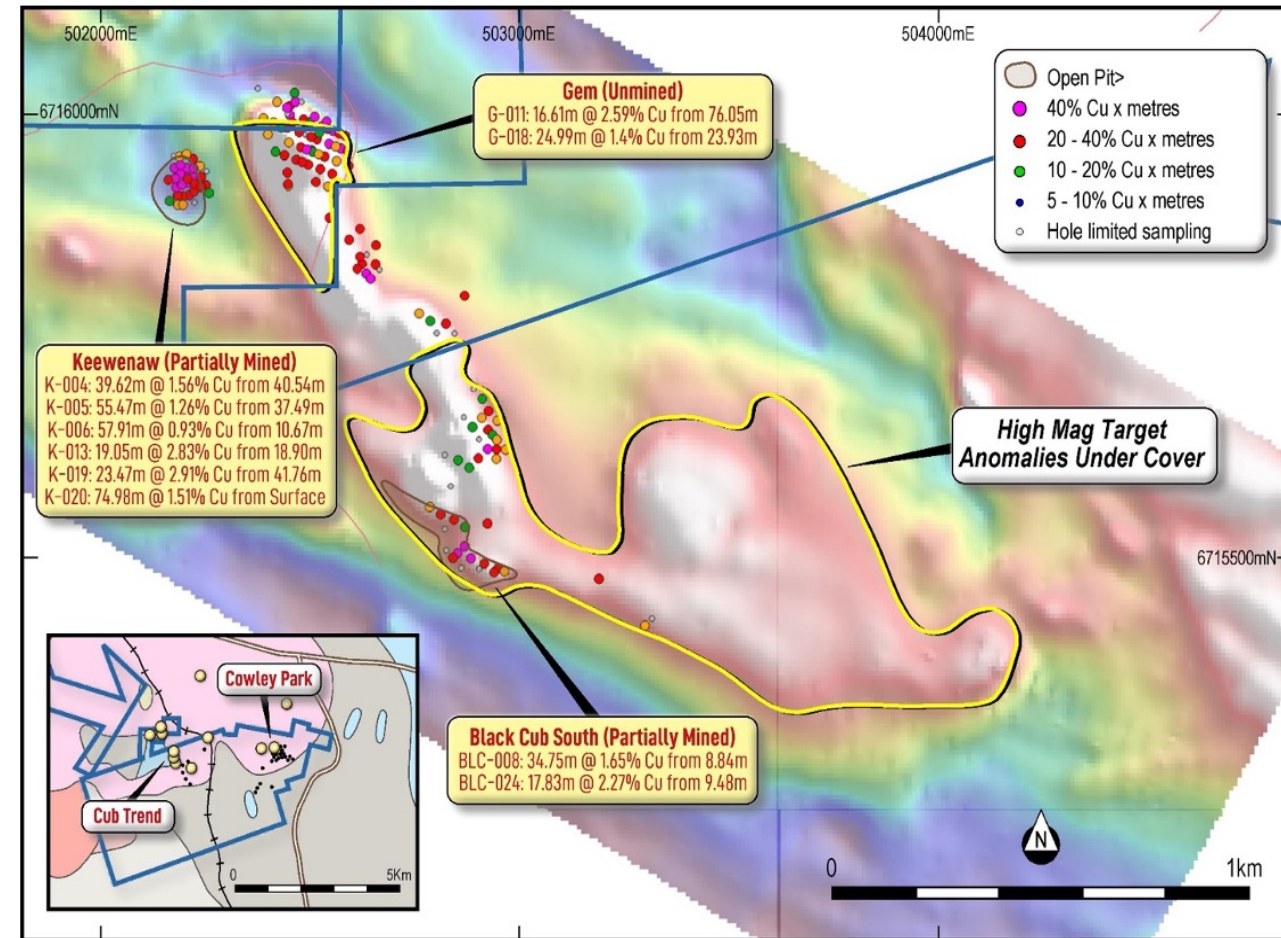 502000mE
503000mE
504000mE
6716000mN
Gem (Unmined)
G-011: 16.61m @ 2.59% Cu from 76.05m
G-018: 24.99m @ 1.4% Cu from 23.93m
Open Pit>
40% Cu x metres
20 - 40% Cu x metres
10 - 20% Cu x metres
5 - 10% Cu x metres
Hole limited sampling
Keewenaw (Partially Mined)
K-004: 39.62m @ 1.56% Cu from 40.54m
K-005: 55.47m @ 1.26% Cu from 37.49m
K-006: 57.91m @ 0.93% Cu from 10.67m
K-013: 19.05m @ 2.83% Cu from 18.90m
K-019: 23.47m @ 2.91% Cu from 41.76m
K-020: 74.98m @ 1.51% Cu from Surface
High Mag Target
Anomalies Under Cover
6715500mN
Black Cub South (Partially Mined)
BLC-008: 34.75m @ 1.65% Cu from 8.84m
BLC-024: 17.83m @ 2.27% Cu from 9.48m
Cowley Park
Cub Trend
0
5Km
N
0
1km